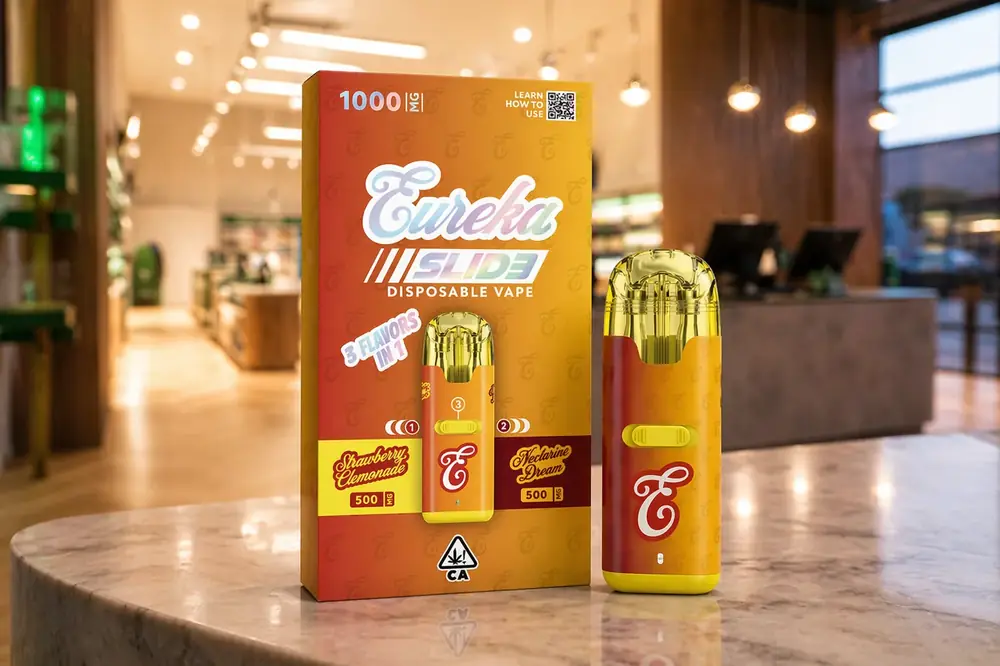 1000 MG
LEARN
HOW TO
USE
Eureka
SLID3
DISPOSABLE VAPE
3 FLAVORS
IN 1
3
1
2
Strawberry
Clemonade
500 MG
Nectarine
Dream
500 MG
E
CA
E